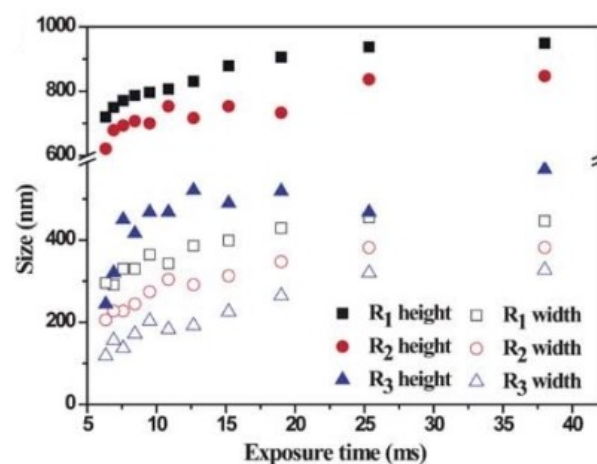 1000
800
600
400
200
0
Size (nm)
R1 height
R2 height
R3 height
R1 width
R2 width
R3 width
5 10 15 20 25 30 35 40
Exposure time (ms)